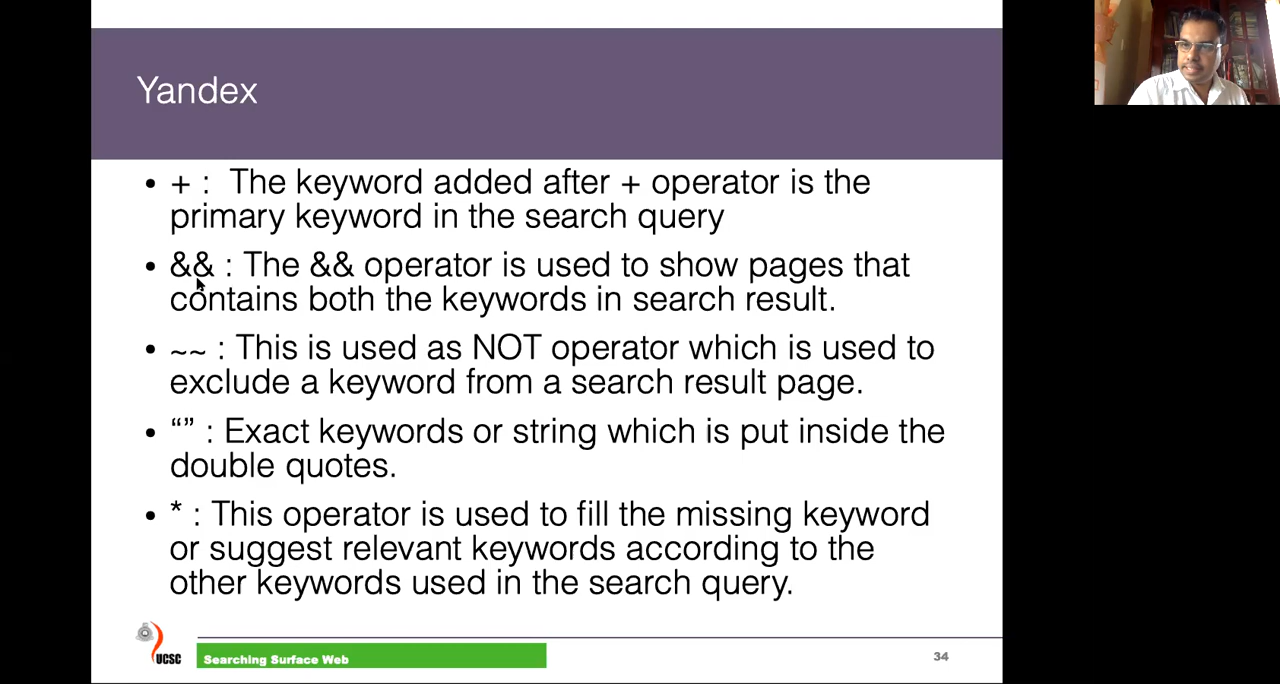 Yandex
• + :  The keyword added after + operator is the
primary keyword in the search query
• && : The && operator is used to show pages that
contains both the keywords in search result.
• ~~ : This is used as NOT operator which is used to
exclude a keyword from a search result page.
• “” : Exact keywords or string which is put inside the
double quotes.
• * : This operator is used to fill the missing keyword
or suggest relevant keywords according to the
other keywords used in the search query.
UCSC
Searching Surface Web
34